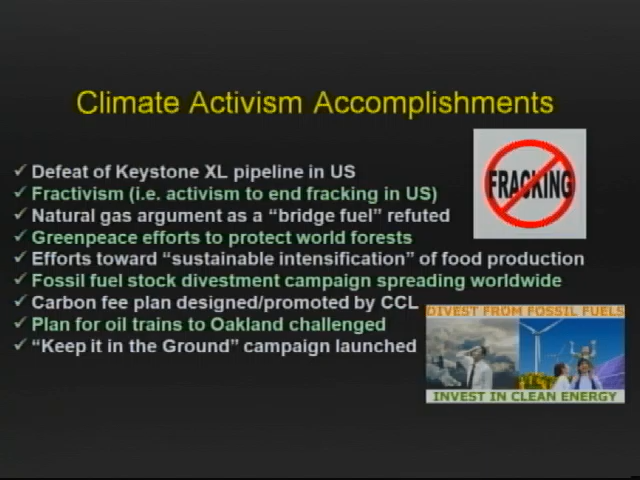 Climate Activism Accomplishments
✓ Defeat of Keystone XL pipeline in US
✓ Fractivism (i.e. activism to end fracking in US)
✓ Natural gas argument as a “bridge fuel” refuted
✓ Greenpeace efforts to protect world forests
✓ Efforts toward “sustainable intensification” of food production
✓ Fossil fuel stock divestment campaign spreading worldwide
✓ Carbon fee plan designed/promoted by CCL
✓ Plan for oil trains to Oakland challenged
✓ “Keep it in the Ground” campaign launched
FRACKING
DIVEST FROM FOSSIL FUELS
INVEST IN CLEAN ENERGY